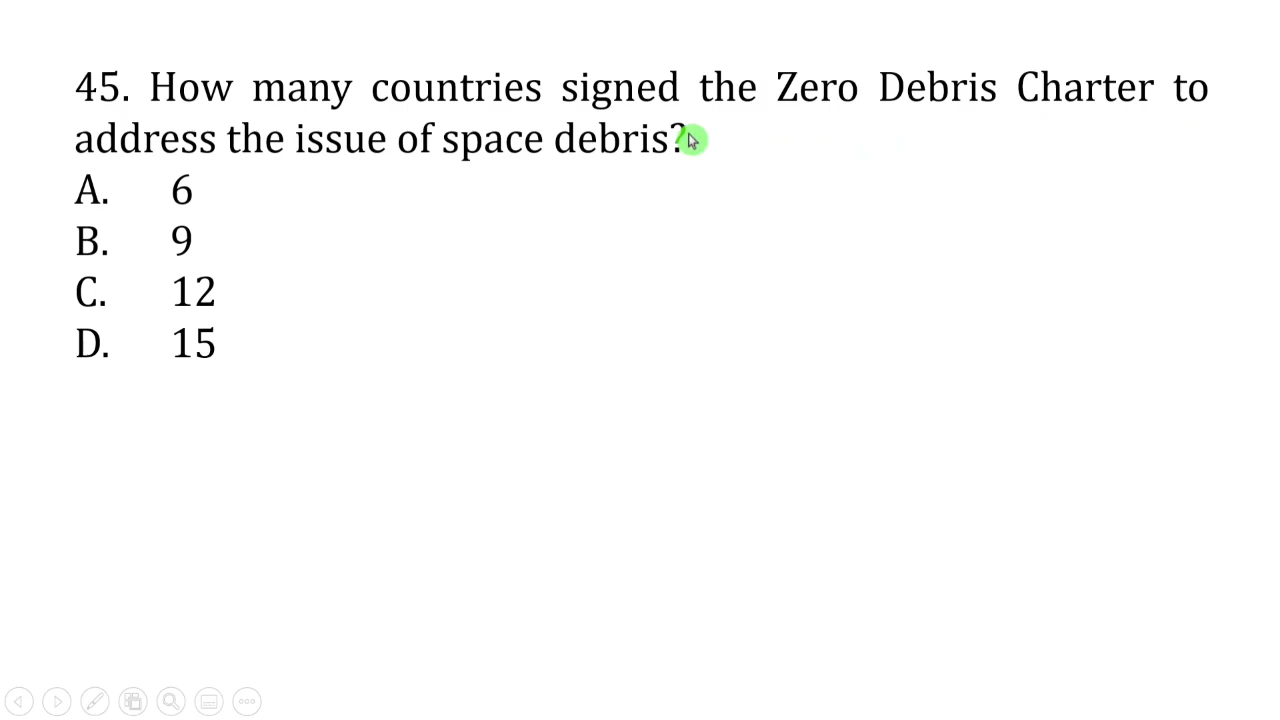 45. How many countries signed the Zero Debris Charter to
address the issue of space debris?
A. 6
B. 9
C. 12
D. 15